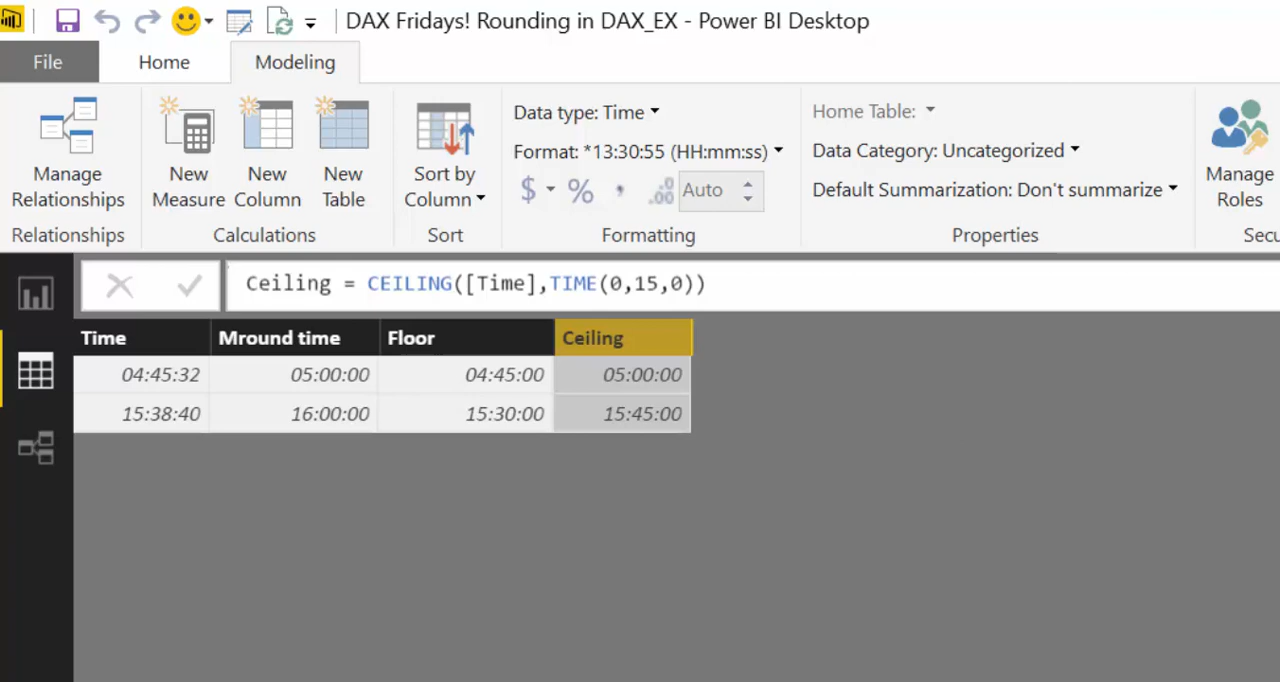 DAX Fridays! Rounding in DAX_EX - Power BI Desktop
File Home Modeling
Manage Relationships
New Measure
New Column
New Table
Sort by Column
Data type: Time
Format: *13:30:55 (HH:mm:ss)
$ % , .00 Auto
Home Table:
Data Category: Uncategorized
Default Summarization: Don't summarize
Manage Roles
Relationships Calculations Sort Formatting Properties Secu
Ceiling = CEILING([Time],TIME(0,15,0))
Time Mround time Floor Ceiling
04:45:32 05:00:00 04:45:00 05:00:00
15:38:40 16:00:00 15:30:00 15:45:00